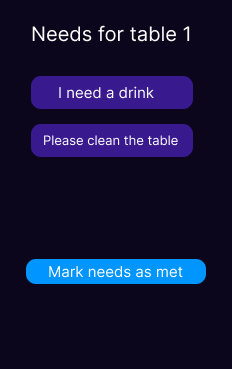 Needs for table 1
I need a drink
Please clean the table
Mark needs as met